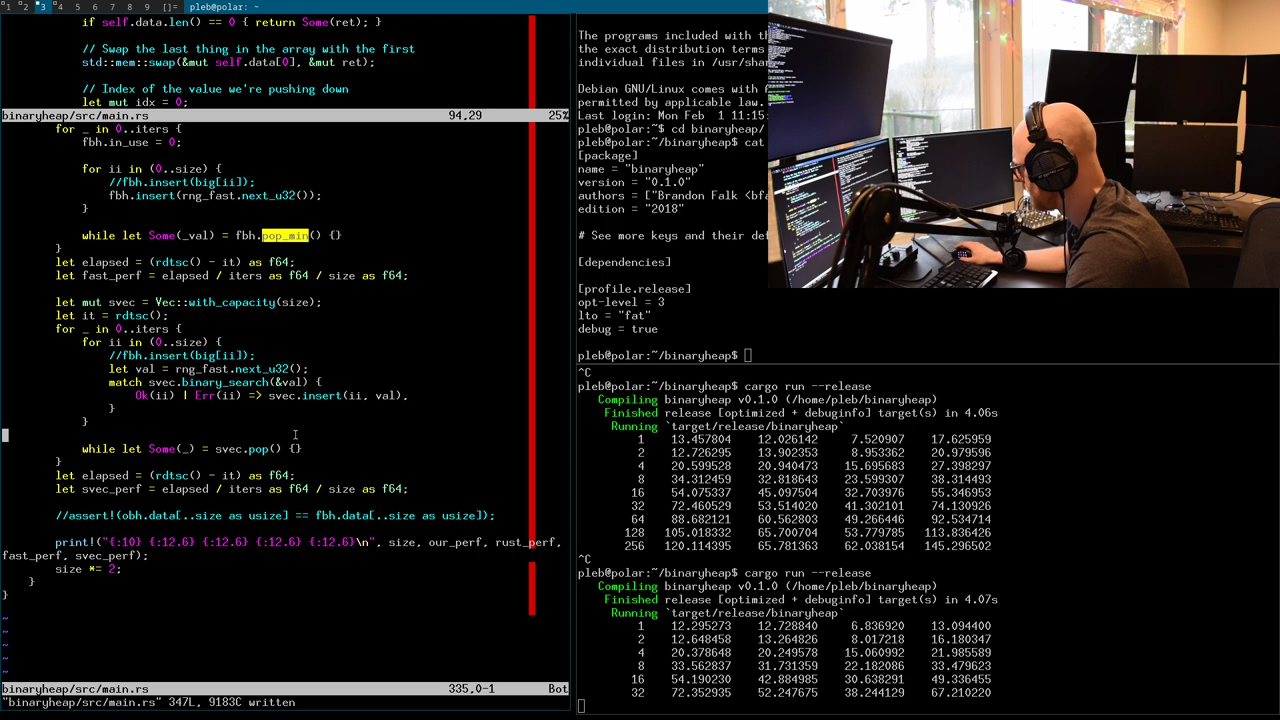 1 2 3 4 5 6 7 8 9 []= pleb@polar: ~
if self.data.len() == 0 { return Some(ret); }
// Swap the last thing in the array with the first
std::mem::swap(&mut self.data[0], &mut ret);
// Index of the value we're pushing down
let mut idx = 0;
binaryheap/src/main.rs 94,29 25%
for _ in 0..iters {
fbh.in_use = 0;
for ii in (0..size) {
//fbh.insert(big[ii]);
fbh.insert(rng_fast.next_u32());
}
while let Some(_val) = fbh.pop_min() {}
}
let elapsed = (rdtsc() - it) as f64;
let fast_perf = elapsed / iters as f64 / size as f64;
let mut svec = Vec::with_capacity(size);
let it = rdtsc();
for _ in 0..iters {
for ii in (0..size) {
//fbh.insert(big[ii]);
let val = rng_fast.next_u32();
match svec.binary_search(&val) {
Ok(ii) | Err(ii) => svec.insert(ii, val),
}
}
while let Some(_) = svec.pop() {}
}
let elapsed = (rdtsc() - it) as f64;
let svec_perf = elapsed / iters as f64 / size as f64;
//assert!(obh.data[..size as usize] == fbh.data[..size as usize]);
print!("{:10} {:12.6} {:12.6} {:12.6} {:12.6}\n", size, our_perf, rust_perf,
fast_perf, svec_perf);
size *= 2;
}
}
~
~
~
~
~
binaryheap/src/main.rs 335,0-1 Bot
"binaryheap/src/main.rs" 347L, 9183C written
The programs included with th
the exact distribution terms
individual files in /usr/shar
Debian GNU/Linux comes with A
permitted by applicable law.
Last login: Mon Feb 1 11:15:
pleb@polar:~$ cd binaryheap/
pleb@polar:~/binaryheap$ cat
[package]
name = "binaryheap"
version = "0.1.0"
authors = ["Brandon Falk <bfa
edition = "2018"
# See more keys and their def
[dependencies]
[profile.release]
opt-level = 3
lto = "fat"
debug = true
pleb@polar:~/binaryheap$
^C
pleb@polar:~/binaryheap$ cargo run --release
Compiling binaryheap v0.1.0 (/home/pleb/binaryheap)
Finished release [optimized + debuginfo] target(s) in 4.06s
Running `target/release/binaryheap`
1 13.457804 12.026142 7.520907 17.625959
2 12.726295 13.902353 8.953362 20.979596
4 20.599528 20.940473 15.695683 27.398297
8 34.312459 32.818643 23.599307 38.314493
16 54.075337 45.097504 32.703976 55.346953
32 72.460529 53.514020 41.302101 74.130926
64 88.682121 60.562803 49.266446 92.534714
128 105.018332 65.700704 53.779785 113.836426
256 120.114395 65.781363 62.038154 145.296502
^C
pleb@polar:~/binaryheap$ cargo run --release
Compiling binaryheap v0.1.0 (/home/pleb/binaryheap)
Finished release [optimized + debuginfo] target(s) in 4.07s
Running `target/release/binaryheap`
1 12.295273 12.728840 6.836920 13.094400
2 12.648458 13.264826 8.017218 16.180347
4 20.378648 20.249578 15.060992 21.985589
8 33.562837 31.731359 22.182086 33.479623
16 54.190230 42.884985 30.638291 49.336455
32 72.352935 52.247675 38.244129 67.210220